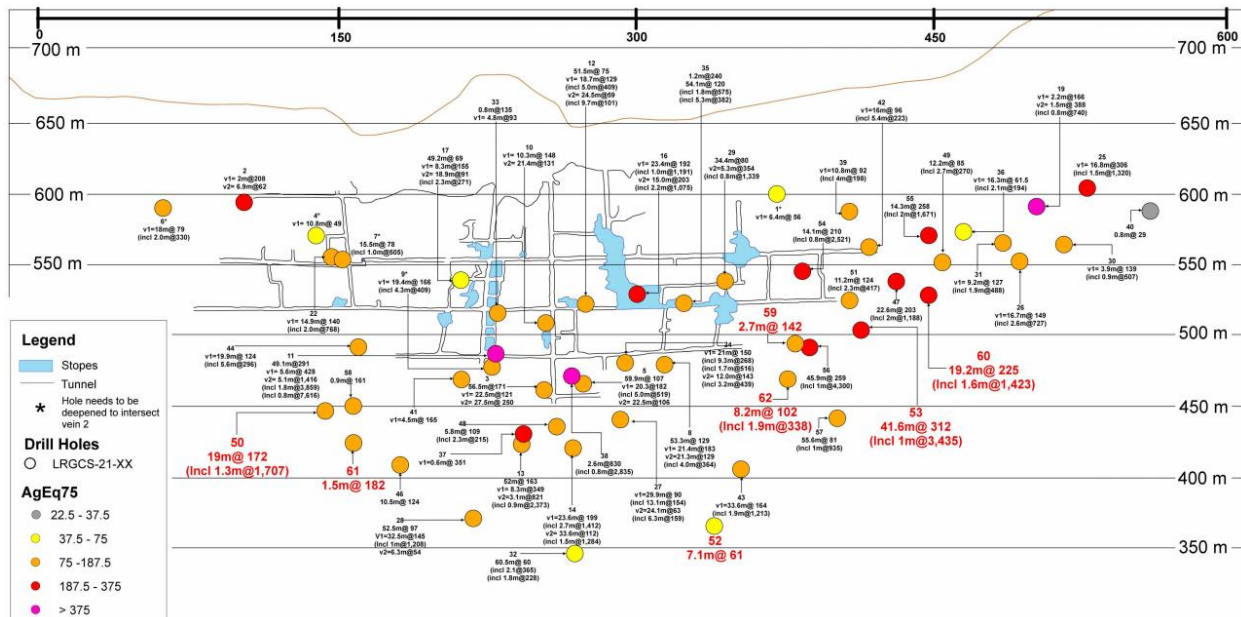 0
150
300
450
600
700 m
700 m
650 m
650 m
600 m
600 m
550 m
550 m
500 m
500 m
450 m
450 m
400 m
400 m
350 m
350 m
12
51.5m@ 75
v1= 18.7m@129
(incl 5.0m@409)
v2= 24.5m@59
(incl 9.7m@101)
35
1.2m@240
54.1m@ 120
(incl 1.8m@575)
(incl 5.3m@382)
33
0.8m@135
v1= 4.8m@93
42
v1=16m@ 96
(incl 5.4m@223)
19
v1= 2.2m@166
v2= 1.5m@ 388
(incl 0.8m@740)
17
49.2m@ 69
v1= 8.3m@155
v2= 18.9m@91
(incl 2.3m@271)
10
v1= 10.3m@ 148
v2= 21.4m@131
16
v1= 23.4m@ 192
(incl 1.0m@1,191)
v2= 15.0m@203
(incl 2.2m@1,075)
29
34.4m@80
v2= 5.3m@354
(incl 0.8m@1,339
39
v1=10.8m@ 92
(Incl 4m@198)
49
12.2m@ 85
(incl 2.7m@270)
36
v1= 16.3m@ 61.5
(incl 2.1m@194)
25
v1= 16.8m@306
(incl 1.5m@1,320)
2
v1= 2m@208
v2= 6.9m@62
6*
v1=18m@ 79
(incl 2.0m@330)
4*
v1= 10.8m@ 49
7*
15.5m@ 78
(incl 1.0m@505)
9*
v1= 19.4m@ 166
(incl 4.3m@409)
1*
v1= 6.4m@ 56
54
14.1m@ 210
(Incl 0.8m@2,521)
55
14.3m@ 258
(Incl 2m@1,671)
40
0.8m@ 29
51
11.2m@ 124
(Incl 2.3m@417)
47
22.6m@ 203
(Incl 2m@1,188)
31
v1= 9.2m@ 127
(incl 1.9m@488)
26
v1=16.7m@ 149
(incl 2.6m@727)
30
v1= 3.9m@ 139
(incl 0.9m@507)
22
v1= 14.9m@ 140
(incl 2.0m@768)
59
2.7m@ 142
44
v1=19.9m@ 124
(incl 5.6m@296)
11
49.1m@291
v1= 5.6m@ 428
v2= 5.1m@1,416
(Incl 1.8m@3,859)
(incl 0.8m@7,616)
58
0.9m@ 161
3
56.5m@171
v1= 22.5m@121
v2= 27.5m@ 250
5
59.9m@ 107
v1= 20.3@182
(incl 5.0m@519)
v2= 22.5m@106
24
v1= 21m@ 150
(incl 9.3m@268)
(incl 1.7m@516)
v2= 12.0m@143
(incl 3.2m@439)
56
45.9m@ 259
(Incl 1m@4,300)
60
19.2m@ 225
(Incl 1.6m@1,423)
53
41.6m@ 312
(Incl 1m@3,435)
62
8.2m@ 102
(Incl 1.9m@338)
57
55.6m@ 81
(Incl 1m@935)
50
19m@ 172
(Incl 1.3m@1,707)
61
1.5m@ 182
41
v1=4.5m@ 165
48
5.8m@ 109
(Incl 2.3m@215)
37
v1=0.6m@ 351
46
10.5m@ 124
13
52m@ 163
v1= 8.3m@349
v2=3.1m@821
(incl 0.9m@2,373)
38
2.6m@830
(incl 0.8m@2,835)
8
53.3m@ 129
v1= 21.4m@183
v2=21.3m@129
(incl 4.0m@364)
27
v1=29.9m@ 90
(incl 13.1m@154)
v2=24.1m@63
(incl 6.3m@159)
43
v1=33.6m@ 164
(incl 1.9m@1,213)
28
52.5m@ 97
V1=32.5m@145
(Incl 1m@1,208)
v2=6.3m@54
14
v1=23.6m@ 199
(incl 2.7m@1,412)
v2= 33.6m@112
(incl 1.5m@1,284)
32
60.5m@ 60
(incl 2.1@365)
(incl 1.8m@228)
52
7.1m@ 61
Legend
Stopes
Tunnel
* Hole needs to be
deepened to intersect
vein 2
Drill Holes
LRGCS-21-XX
AgEq75
22.5 - 37.5
37.5 - 75
75 -187.5
187.5 - 375
> 375